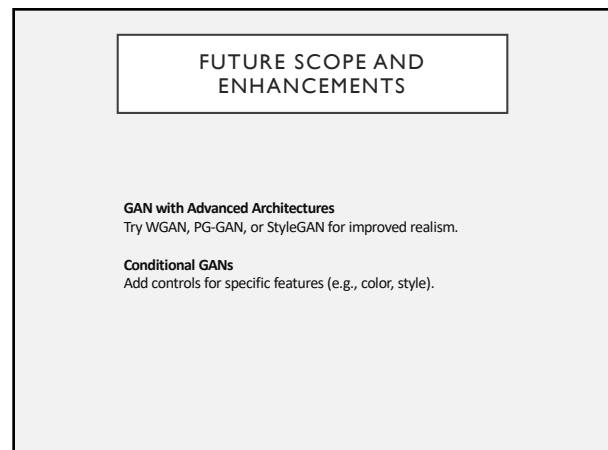 FUTURE SCOPE AND
ENHANCEMENTS
GAN with Advanced Architectures
Try WGAN, PG-GAN, or StyleGAN for improved realism.
Conditional GANs
Add controls for specific features (e.g., color, style).